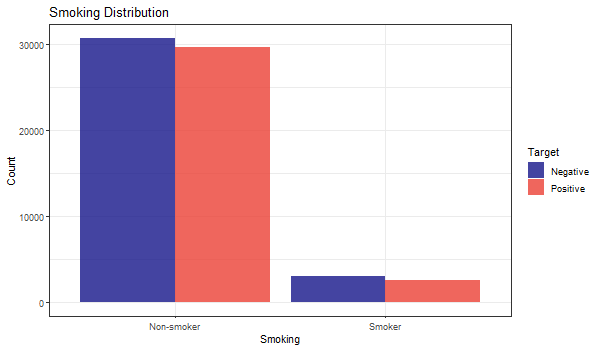 Smoking Distribution
30000
20000
10000
0
Count
Non-smoker
Smoker
Smoking
Target
Negative
Positive